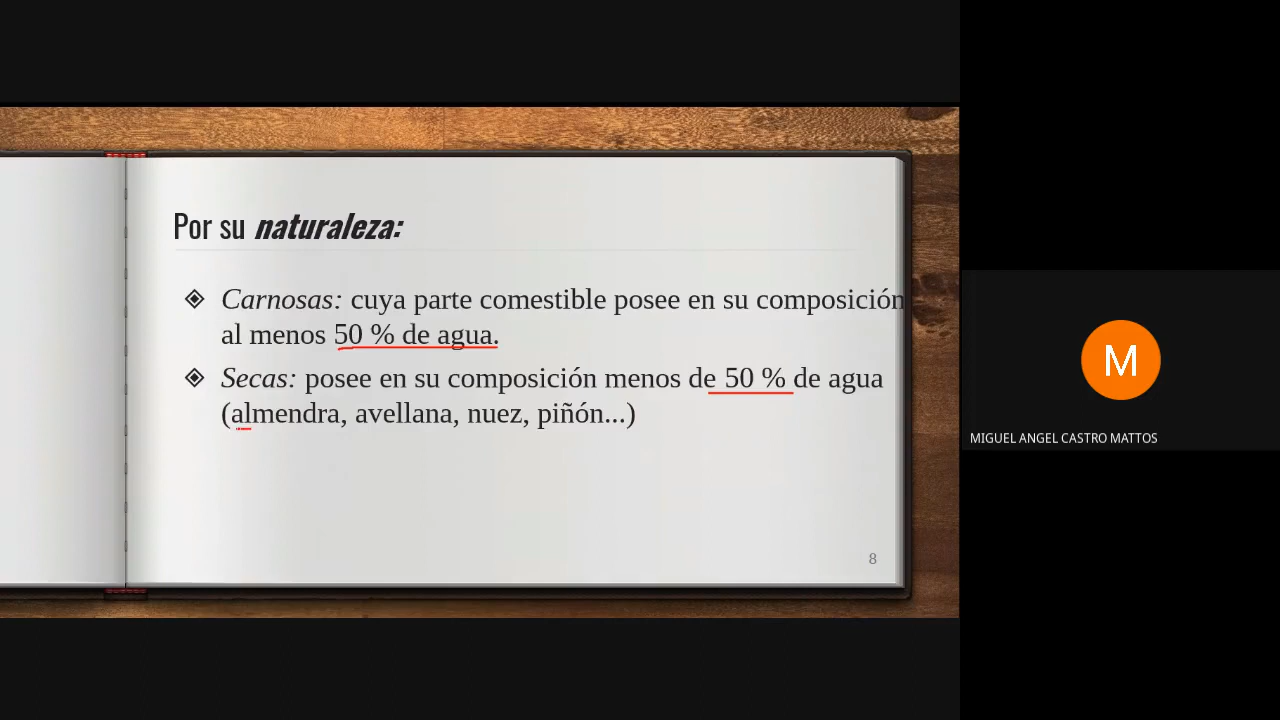 Por su naturaleza:
Carnosas: cuya parte comestible posee en su composición
al menos 50 % de agua.
Secas: posee en su composición menos de 50 % de agua
(almendra, avellana, nuez, piñón...)
8
M
MIGUEL ANGEL CASTRO MATTOS